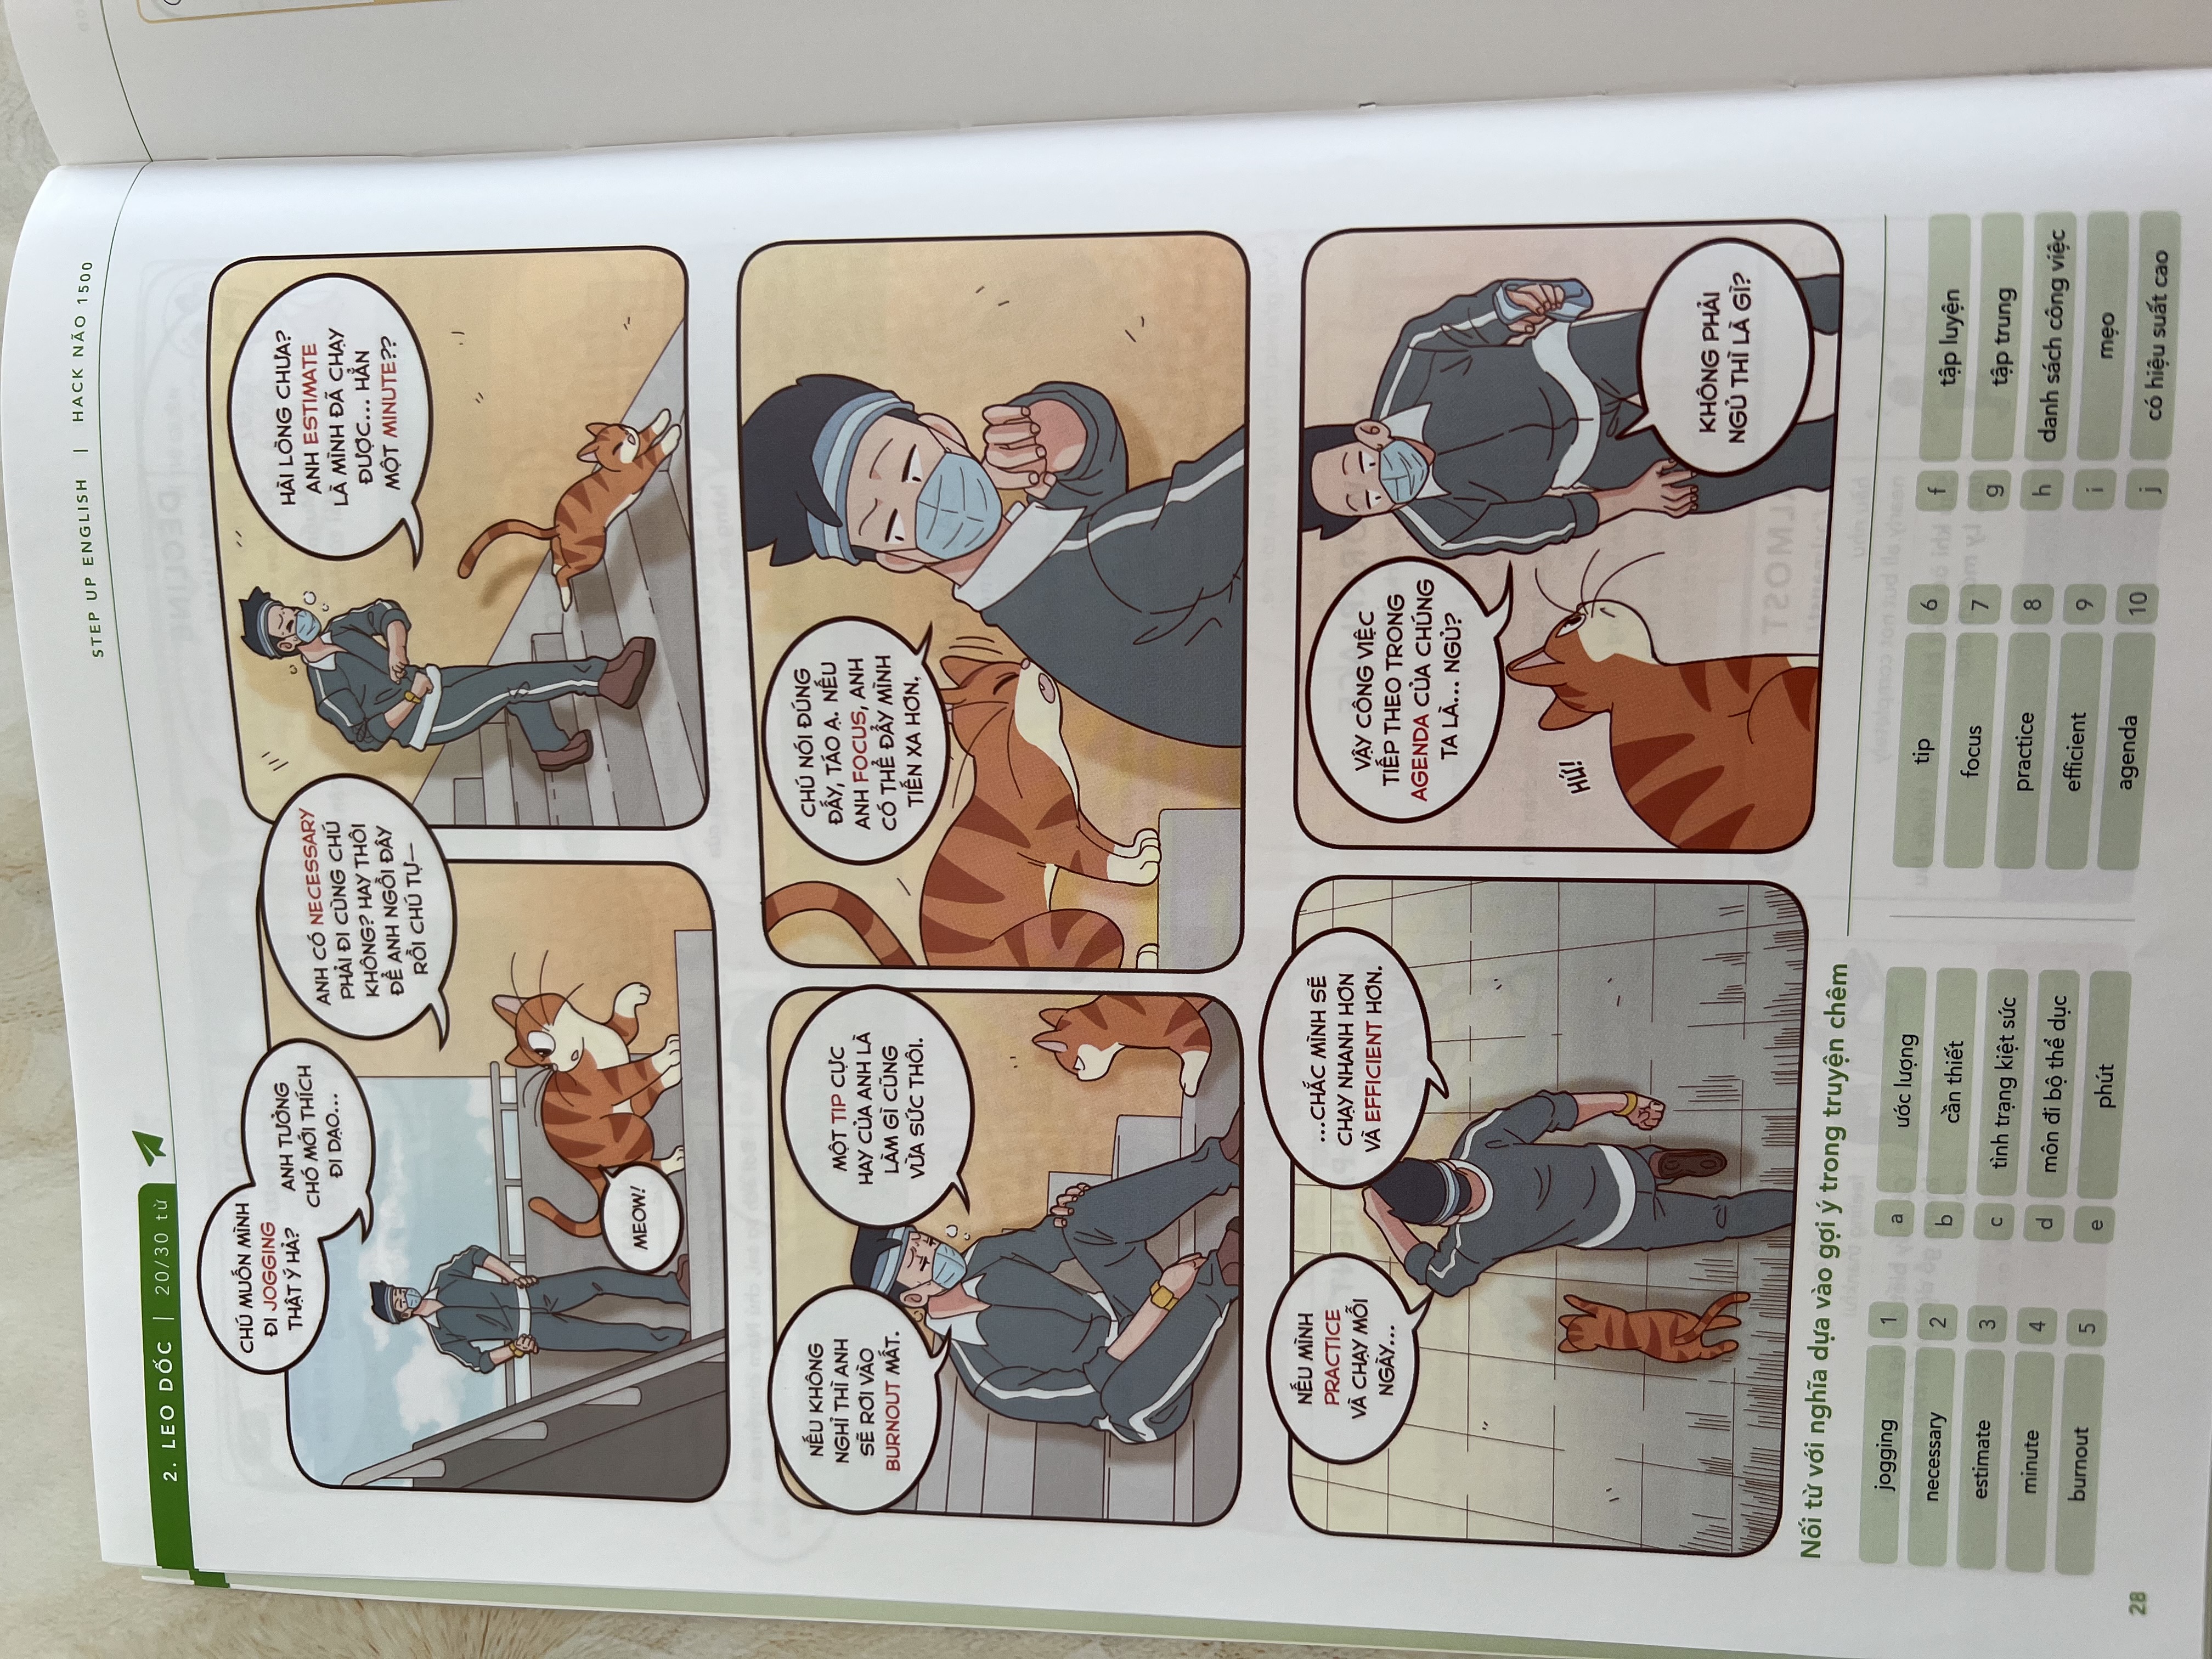 STEP UP ENGLISH | HACK NÃO 1500
2. LEO DỐC | 20/30 từ
CHÚ MUỐN MÌNH
ĐI JOGGING
THẬT Ý HẢ?
ANH TƯỞNG
CHÓ MỚI THÍCH
ĐI DẠO...
ANH CÓ NECESSARY
PHẢI ĐI CÙNG CHÚ
KHÔNG? HAY THÔI
ĐỂ ANH NGỒI ĐÂY
RỒI CHÚ TỰ—
MEOW!
HÀI LÒNG CHƯA?
ANH ESTIMATE
LÀ MÌNH ĐÃ CHẠY
ĐƯỢC... HẲN
MỘT MINUTE??
NẾU KHÔNG
NGHỈ THÌ ANH
SẼ RƠI VÀO
BURNOUT MẤT.
MỘT TIP CỰC
HAY CỦA ANH LÀ
LÀM GÌ CŨNG
VỪA SỨC THÔI.
CHÚ NÓI ĐÚNG
ĐẤY, TÁO Ạ. NẾU
ANH FOCUS, ANH
CÓ THỂ ĐẨY MÌNH
TIẾN XA HƠN.
NẾU MÌNH
PRACTICE
VÀ CHẠY MỖI
NGÀY...
...CHẮC MÌNH SẼ
CHẠY NHANH HƠN
VÀ EFFICIENT HƠN.
VẬY CÔNG VIỆC
TIẾP THEO TRONG
AGENDA CỦA CHÚNG
TA LÀ... NGỦ?
HỨ!
KHÔNG PHẢI
NGỦ THÌ LÀ GÌ?
Nối từ với nghĩa dựa vào gợi ý trong truyện chêm
jogging 1 a ước lượng
necessary 2 b cần thiết
estimate 3 c tình trạng kiệt sức
minute 4 d môn đi bộ thể dục
burnout 5 e phút
tip 6 f tập luyện
focus 7 g tập trung
practice 8 h danh sách công việc
efficient 9 i mẹo
agenda 10 j có hiệu suất cao
28